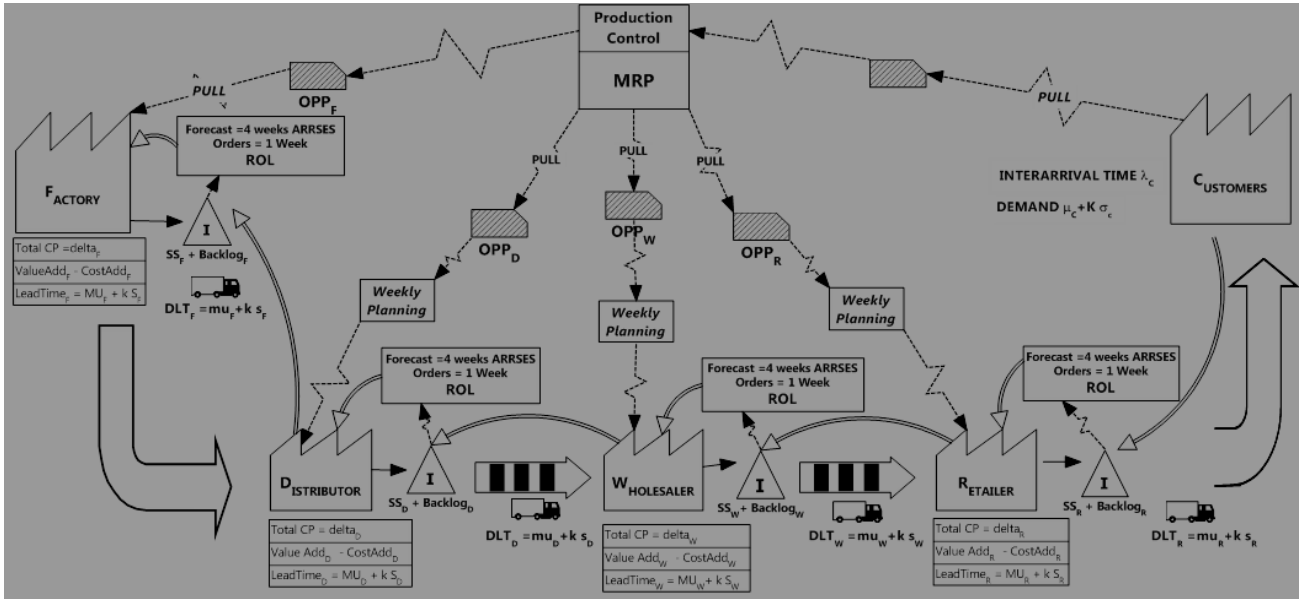 Production
Control
MRP
PULL
OPP_F
PULL
Forecast =4 weeks ARRSES
Orders = 1 Week
ROL
FACTORY
I
SS_F + Backlog_F
Total CP =delta_F
ValueAdd_F - CostAdd_F
LeadTime_F = MU_F + k S_F
DLT_F =mu_F+k s_F
PULL
PULL
PULL
OPP_D
OPP_W
OPP_R
INTERARRIVAL TIME λ_C
DEMAND μ_C+K σ_c
CUSTOMERS
Weekly
Planning
Weekly
Planning
Weekly
Planning
Forecast =4 weeks ARRSES
Orders = 1 Week
ROL
Forecast =4 weeks ARRSES
Orders = 1 Week
ROL
Forecast =4 weeks ARRSES
Orders = 1 Week
ROL
DISTRIBUTOR
I
SS_D + Backlog_D
DLT_D =mu_D+k s_D
Total CP = delta_D
Value Add_D - CostAdd_D
LeadTime_D = MU_D + k S_D
WHOLESALER
I
SS_W + Backlog_W
DLT_W =mu_W+k s_W
Total CP = delta_W
Value Add_W - CostAdd_W
LeadTime_W = MU_W + k S_W
RETAILER
I
SS_R + Backlog_R
DLT_R =mu_R+k s_R
Total CP = delta_R
Value Add_R - CostAdd_R
LeadTime_R = MU_R + k S_R